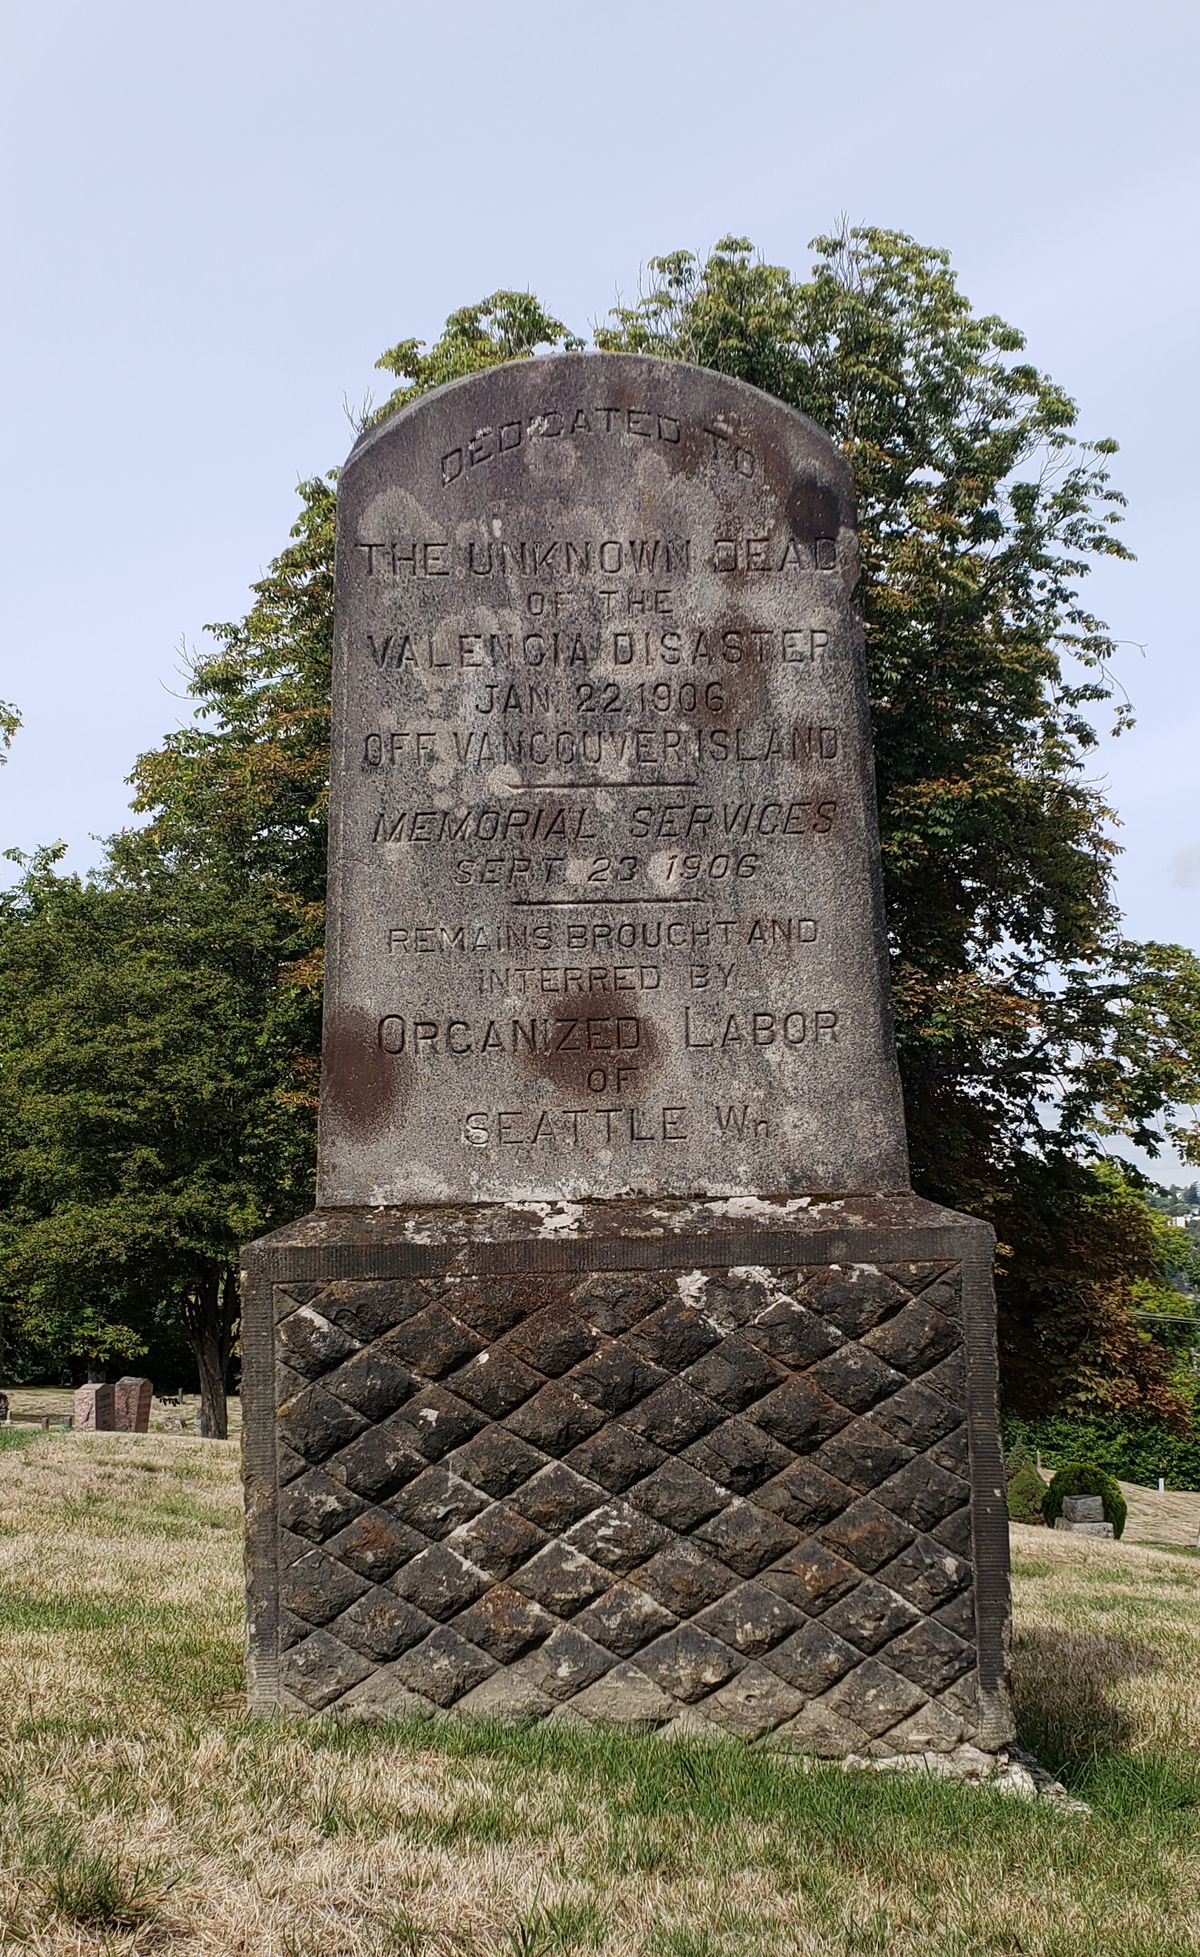 DEDICATED TO
THE UNKNOWN DEAD
OF THE
VALENCIA DISASTER
JAN. 22. 1906
OFF VANCOUVER ISLAND
MEMORIAL SERVICES
SEPT. 23 1906
REMAINS BROUGHT AND
INTERRED BY
ORGANIZED LABOR
OF
SEATTLE Wn